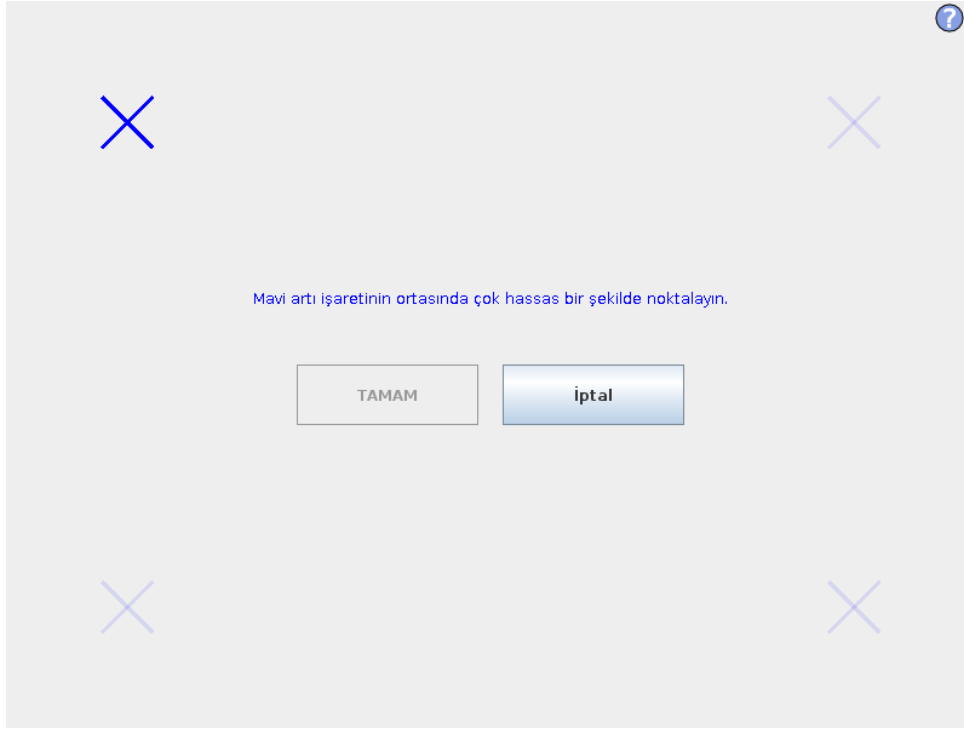 ?
Mavi artı işaretinin ortasında çok hassas bir şekilde noktalayın.
TAMAM
İptal